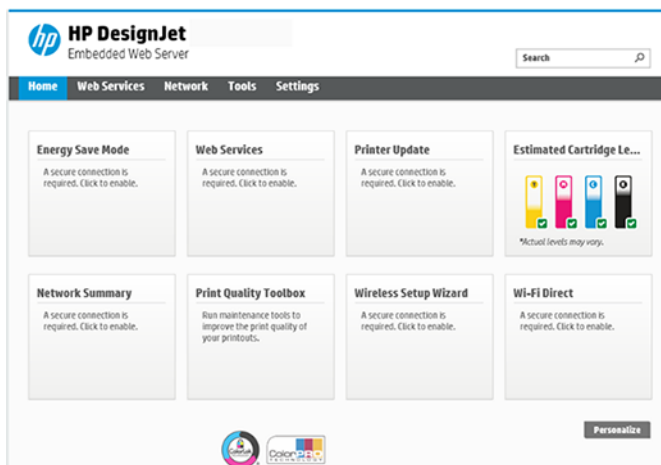 hp HP DesignJet
Embedded Web Server
Search
Home Web Services Network Tools Settings
Energy Save Mode
A secure connection is
required. Click to enable.
Web Services
A secure connection is
required. Click to enable.
Printer Update
A secure connection is
required. Click to enable.
Estimated Cartridge Le...
Y M C K
*Actual levels may vary.
Network Summary
A secure connection is
required. Click to enable.
Print Quality Toolbox
Run maintenance tools to
improve the print quality of
your printouts.
Wireless Setup Wizard
A secure connection is
required. Click to enable.
Wi-Fi Direct
A secure connection is
required. Click to enable.
Personalize
ColorLok
ColorPRO
TECHNOLOGY